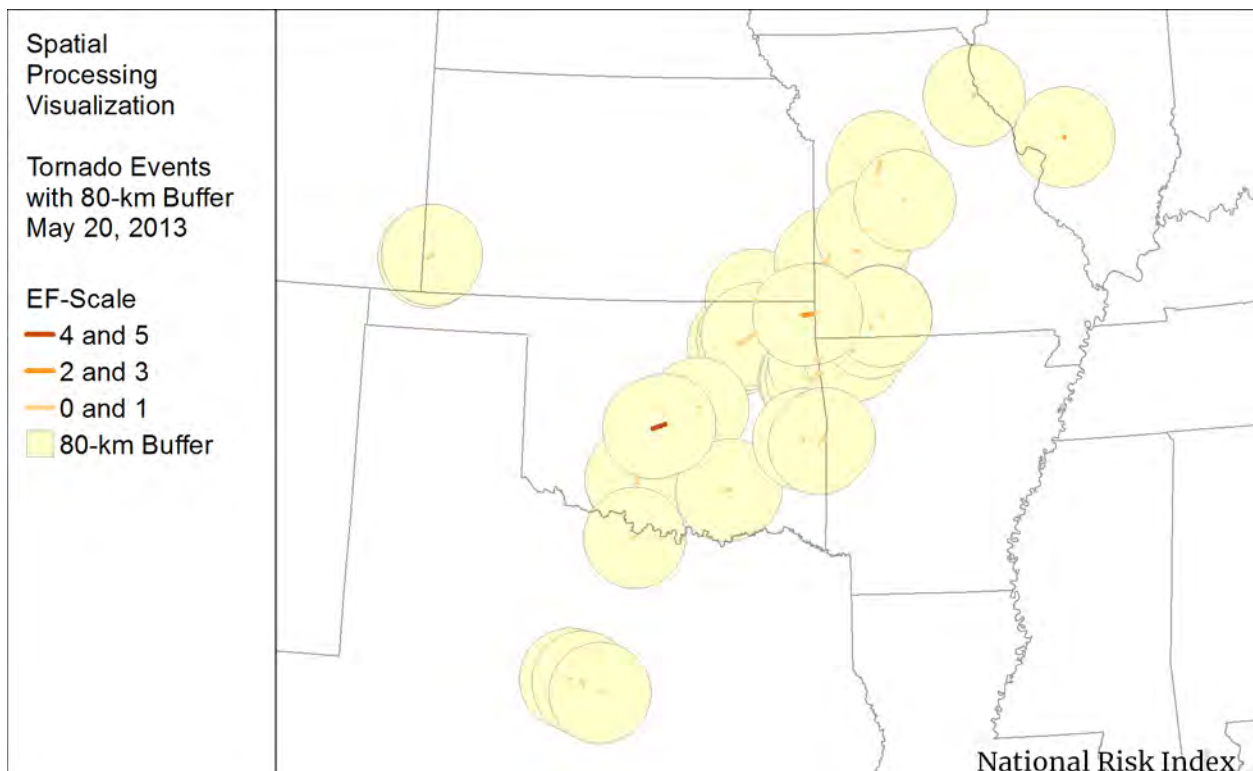 Spatial
Processing
Visualization
Tornado Events
with 80-km Buffer
May 20, 2013
EF-Scale
4 and 5
2 and 3
0 and 1
80-km Buffer
National Risk Index